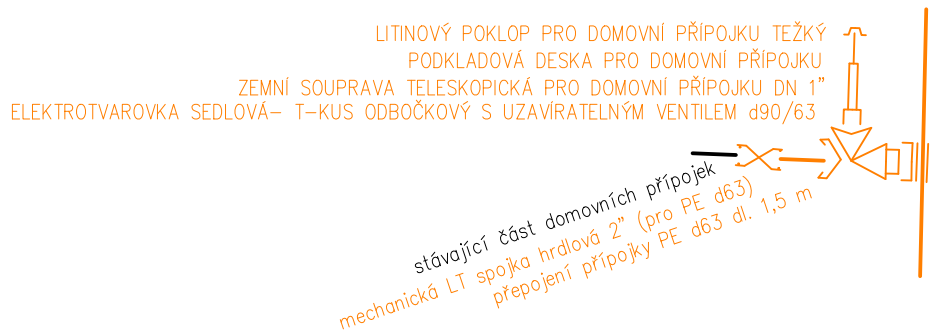 LITINOVÝ POKLOP PRO DOMOVNÍ PŘÍPOJKU TEŽKÝ
PODKLADOVÁ DESKA PRO DOMOVNÍ PŘÍPOJKU
ZEMNÍ SOUPRAVA TELESKOPICKÁ PRO DOMOVNÍ PŘÍPOJKU DN 1"
ELEKTROTVAROVKA SEDLOVÁ– T–KUS ODBOČKOVÝ S UZAVÍRATELNÝM VENTILEM d90/63
stávající část domovních přípojek
mechanická LT spojka hrdlová 2" (pro PE d63)
přepojení přípojky PE d63 dl. 1,5 m